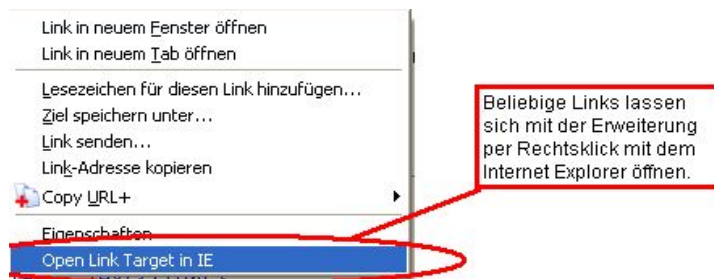 Link in neuem Fenster öffnen
Link in neuem Tab öffnen
Lesezeichen für diesen Link hinzufügen...
Ziel speichern unter...
Link senden...
Link-Adresse kopieren
Copy URL+
Eigenschaften
Open Link Target in IE
Beliebige Links lassen
sich mit der Erweiterung
per Rechtsklick mit dem
Internet Explorer öffnen.